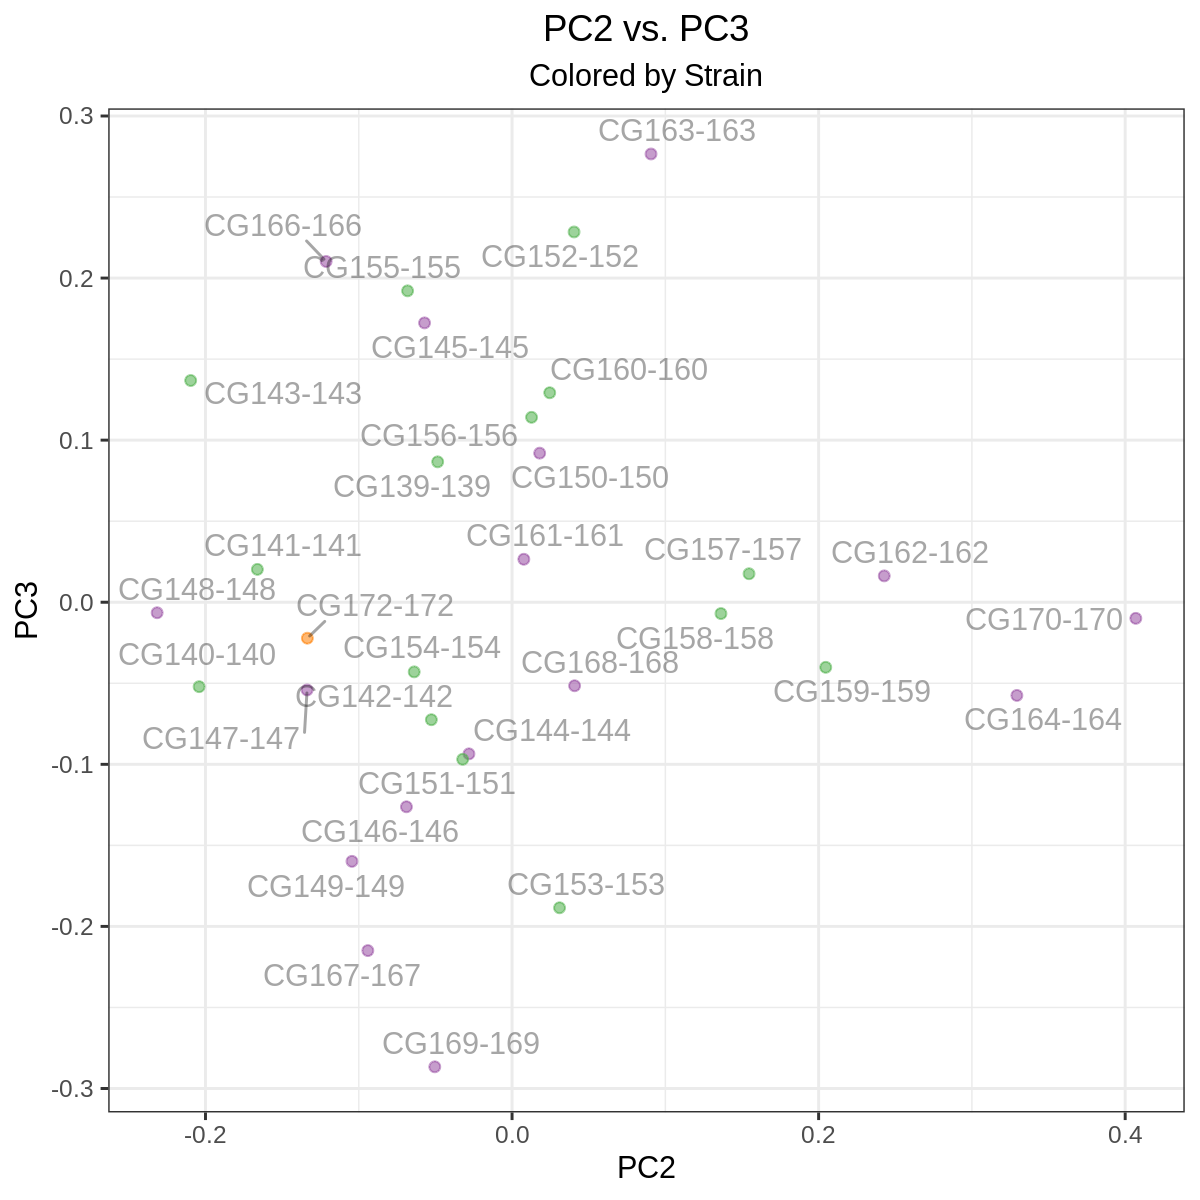 PC2 vs. PC3
Colored by Strain
0.3
CG163-163
CG166-166
CG152-152
CG155-155
0.2
CG145-145
CG160-160
CG143-143
CG156-156
0.1
CG150-150
CG139-139
CG161-161
CG141-141
CG157-157
CG162-162
CG148-148
0.0
CG172-172
PC3
CG170-170
CG158-158
CG154-154
CG140-140
CG168-168
CG159-159
CG142-142
CG164-164
CG144-144
CG147-147
-0.1
CG151-151
CG146-146
CG149-149
CG153-153
-0.2
CG167-167
CG169-169
-0.3
-0.2
0.0
0.2
0.4
PC2